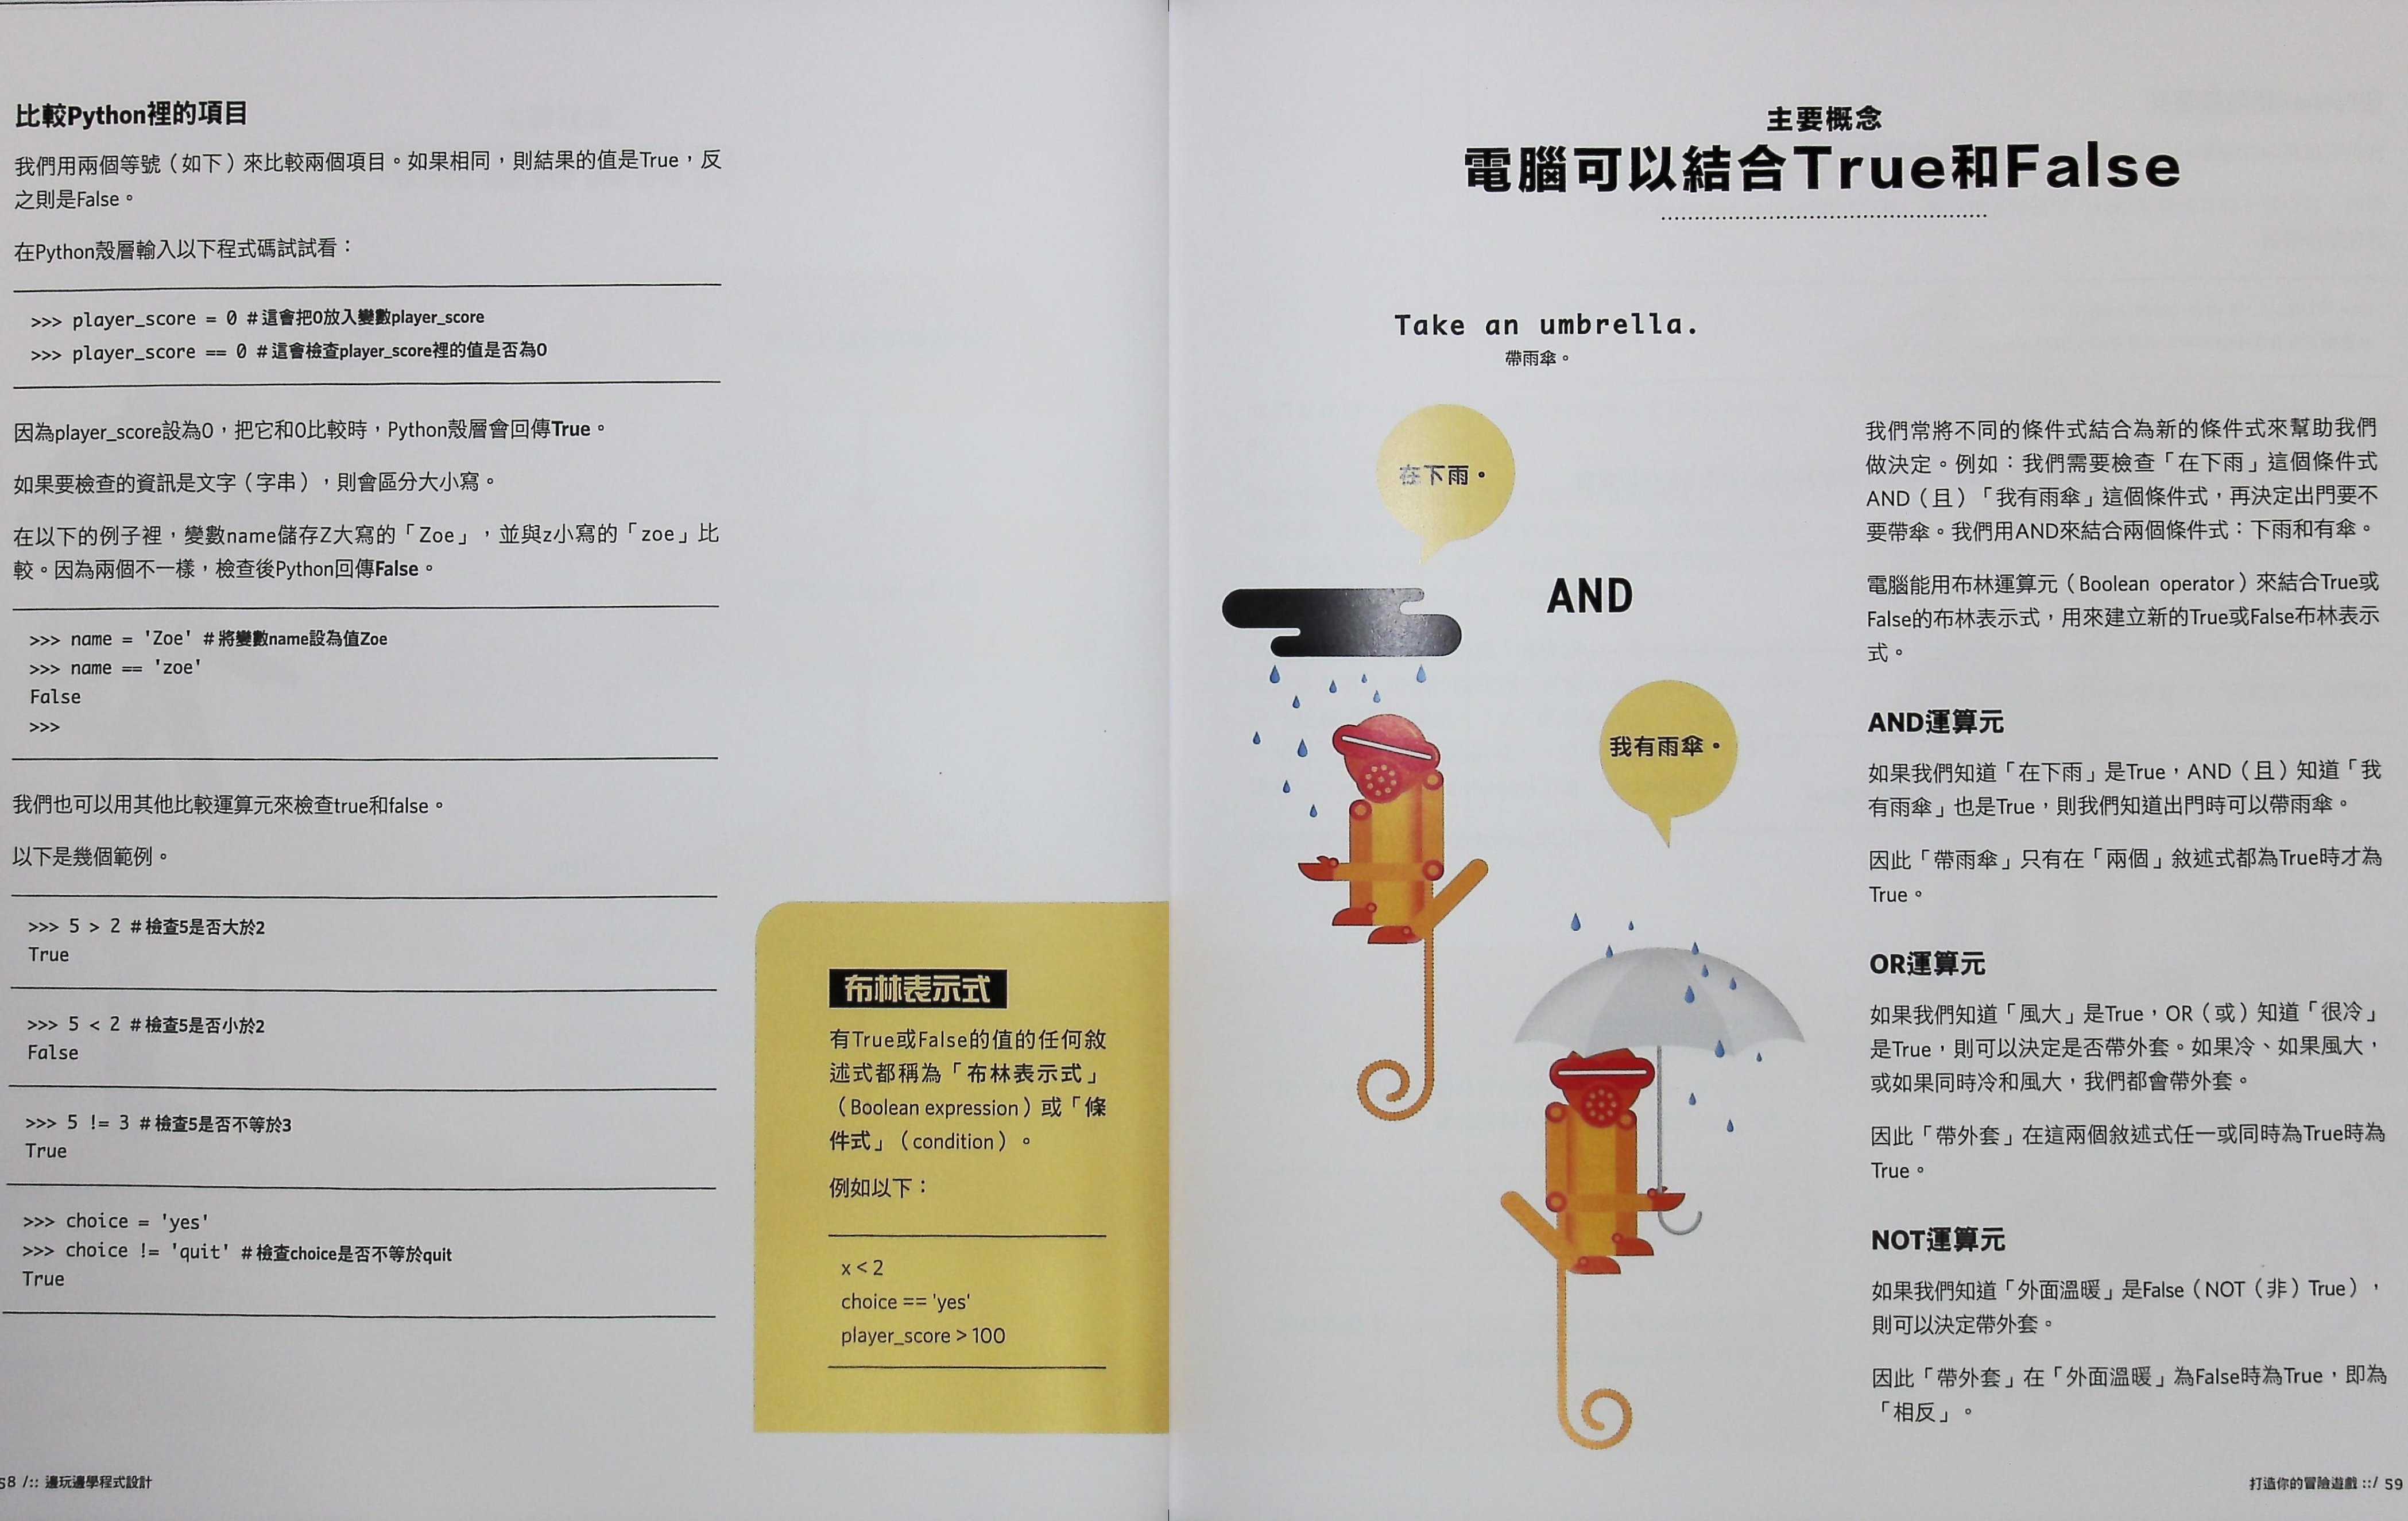 比較Python裡的項目
我們用兩個等號（如下）來比較兩個項目。如果相同，則結果的值是True，反
之則是False。
在Python殼層輸入以下程式碼試試看：
>>> player_score = 0 #這會把0放入變數player_score
>>> player_score == 0 #這會檢查player_score裡的值是否為0
因為player_score設為0，把它和0比較時，Python殼層會回傳True。
如果要檢查的資訊是文字（字串），則會區分大小寫。
在以下的例子裡，變數name儲存Z大寫的「Zoe」，並與z小寫的「zoe」比
較。因為兩個不一樣，檢查後Python回傳False。
>>> name = 'Zoe' #將變數name設為值Zoe
>>> name == 'zoe'
False
>>>
我們也可以用其他比較運算元來檢查true和false。
以下是幾個範例。
>>> 5 > 2 #檢查5是否大於2
True
>>> 5 < 2 #檢查5是否小於2
False
>>> 5 != 3 #檢查5是否不等於3
True
>>> choice = 'yes'
>>> choice != 'quit' #檢查choice是否不等於quit
True
布林表示式
有True或False的值的任何敘
述式都稱為「布林表示式」
（Boolean expression）或「條
件式」（condition）。
例如以下：
x < 2
choice == 'yes'
player_score > 100
58 /:: 邊玩邊學程式設計
主要概念
電腦可以結合True和False
Take an umbrella.
帶雨傘。
在下雨。
AND
我有雨傘。
我們常將不同的條件式結合為新的條件式來幫助我們
做決定。例如：我們需要檢查「在下雨」這個條件式
AND（且）「我有雨傘」這個條件式，再決定出門要不
要帶傘。我們用AND來結合兩個條件式：下雨和有傘。
電腦能用布林運算元（Boolean operator）來結合True或
False的布林表示式，用來建立新的True或False布林表示
式。
AND運算元
如果我們知道「在下雨」是True，AND（且）知道「我
有雨傘」也是True，則我們知道出門時可以帶雨傘。
因此「帶雨傘」只有在「兩個」敘述式都為True時才為
True。
OR運算元
如果我們知道「風大」是True，OR（或）知道「很冷」
是True，則可以決定是否帶外套。如果冷、如果風大，
或如果同時冷和風大，我們都會帶外套。
因此「帶外套」在這兩個敘述式任一或同時為True時為
True。
NOT運算元
如果我們知道「外面溫暖」是False（NOT（非）True），
則可以決定帶外套。
因此「帶外套」在「外面溫暖」為False時為True，即為
「相反」。
打造你的冒險遊戲 ::/ 59